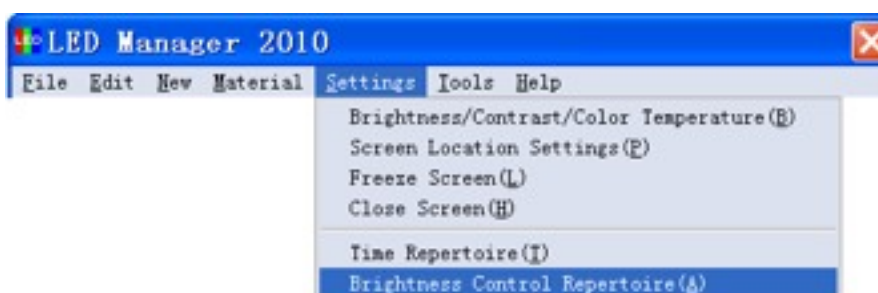 LED LED Manager 2010
File Edit New Material Settings Tools Help
Brightness/Contrast/Color Temperature(B)
Screen Location Settings(P)
Freeze Screen(L)
Close Screen(H)
Time Repertoire(T)
Brightness Control Repertoire(A)